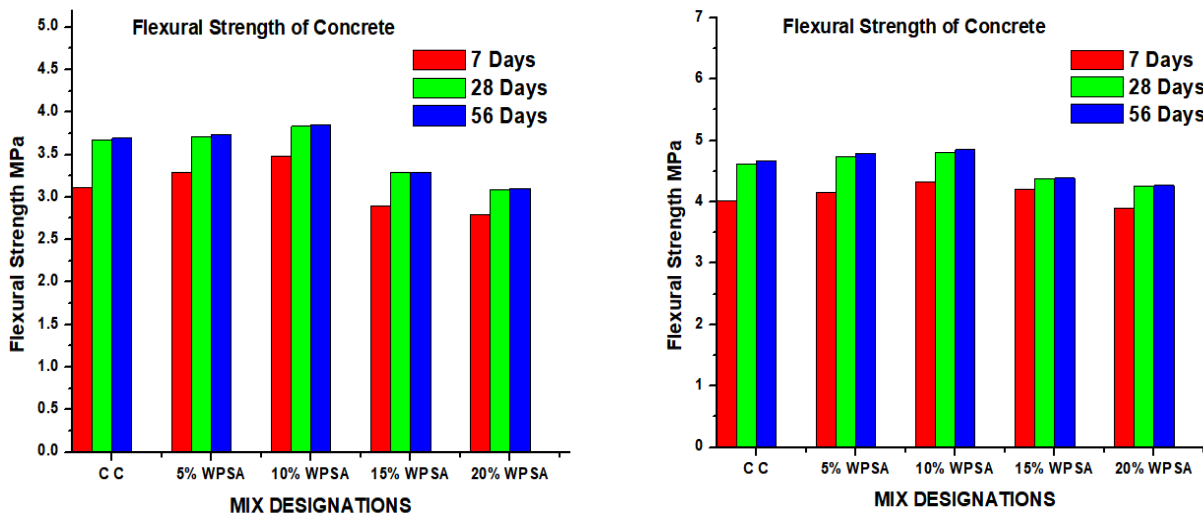 Flexural Strength of Concrete
7 Days
28 Days
56 Days
Flexural Strength MPa
5.0
4.5
4.0
3.5
3.0
2.5
2.0
1.5
1.0
0.5
0.0
C C 5% WPSA 10% WPSA 15% WPSA 20% WPSA
MIX DESIGNATIONS
Flexural Strength of Concrete
7 Days
28 Days
56 Days
Flexural Strength MPa
7
6
5
4
3
2
1
0
C C 5% WPSA 10% WPSA 15% WPSA 20% WPSA
MIX DESIGNATIONS